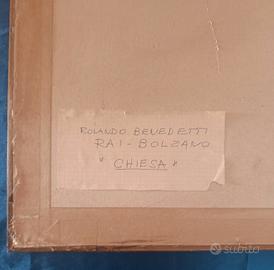 ROLANDO BENEDETTI
RAI - BOLZANO
"CHIESA"
subito